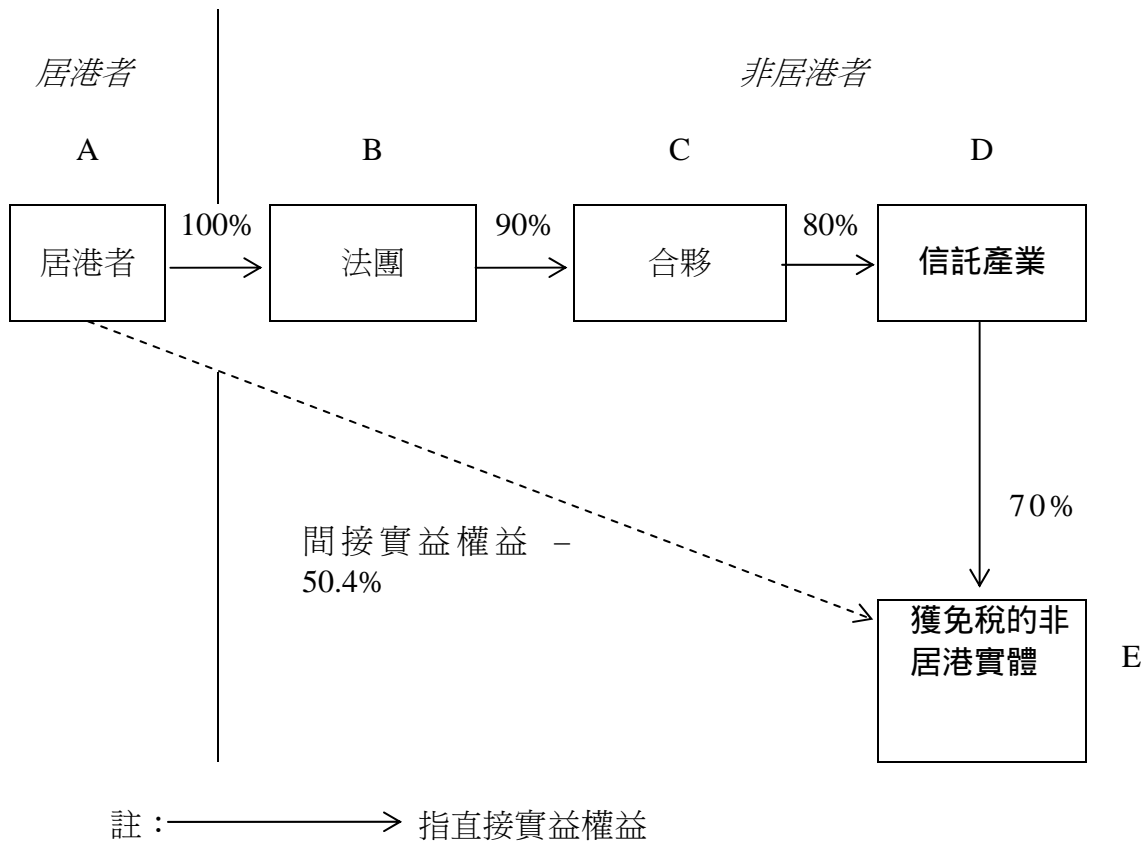 居港者
非居港者
A
B
C
D
100%
90%
80%
居港者
法團
合夥
信託產業
70%
間接實益權益 –
50.4%
獲免稅的非
居港實體
E
註：
指直接實益權益